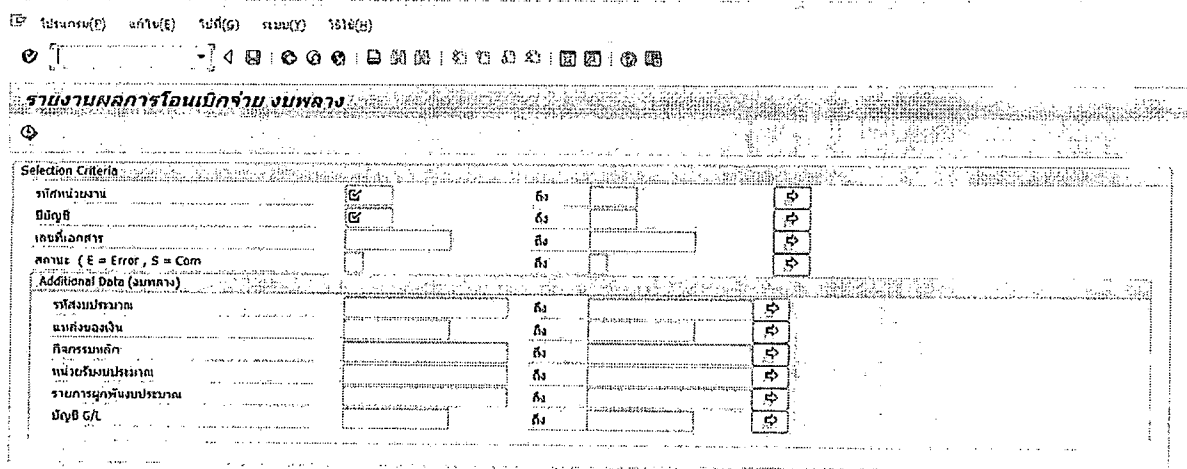 โปรแกรม(P) แก้ไข(E) ไปที่(G) ระบบ(Y) วิธีใช้(H)
รายงานผลการโอนเบิกจ่าย งบพลาง
Selection Criteria
รหัสหน่วยงาน ถึง
ปีบัญชี ถึง
เลขที่เอกสาร ถึง
สถานะ ( E = Error , S = Com ถึง
Additional Data (งบพลาง)
รหัสงบประมาณ ถึง
แหล่งของเงิน ถึง
กิจกรรมหลัก ถึง
หน่วยรับงบประมาณ ถึง
รายการผูกพันงบประมาณ ถึง
บัญชี G/L ถึง